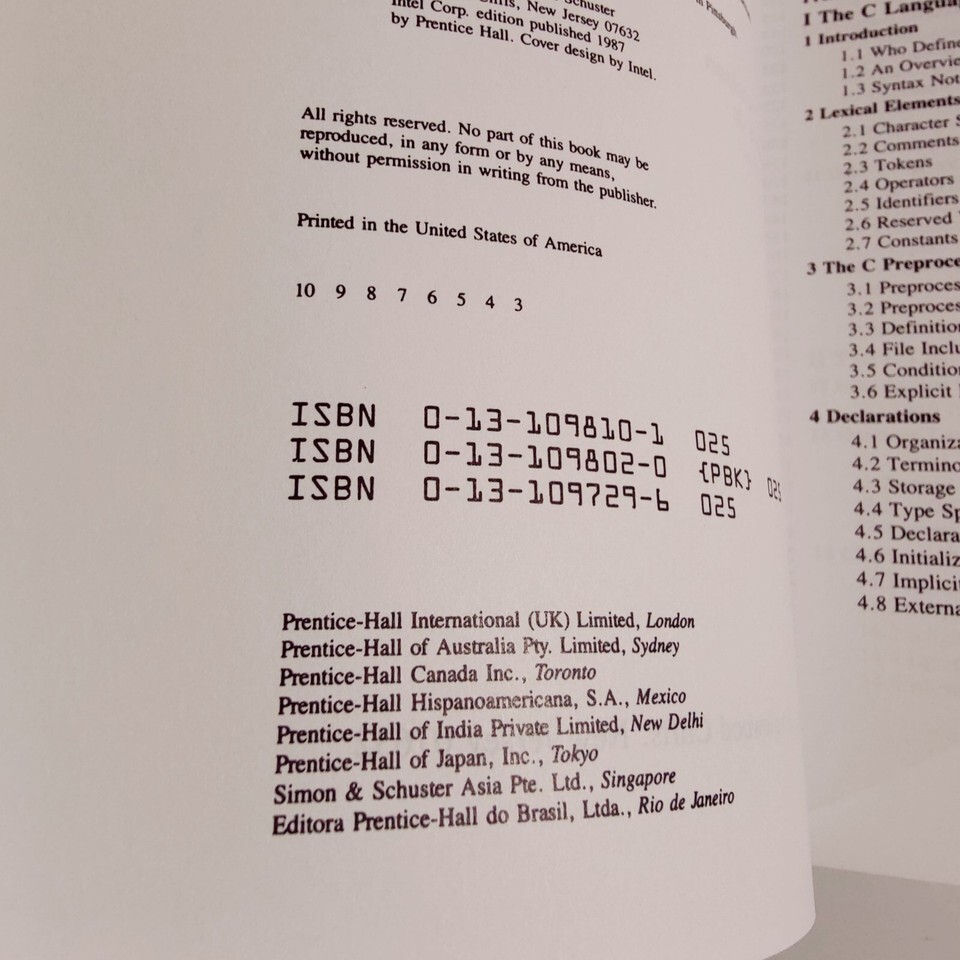 Schuster
New Jersey 07632
Intel Corp. edition published 1987
by Prentice Hall. Cover design by Intel.
All rights reserved. No part of this book may be
reproduced, in any form or by any means,
without permission in writing from the publisher.
Printed in the United States of America
10 9 8 7 6 5 4 3
ISBN 0-13-109810-1 025
ISBN 0-13-109802-0 {PBK} 025
ISBN 0-13-109729-6 025
Prentice-Hall International (UK) Limited, London
Prentice-Hall of Australia Pty. Limited, Sydney
Prentice-Hall Canada Inc., Toronto
Prentice-Hall Hispanoamericana, S.A., Mexico
Prentice-Hall of India Private Limited, New Delhi
Prentice-Hall of Japan, Inc., Tokyo
Simon & Schuster Asia Pte. Ltd., Singapore
Editora Prentice-Hall do Brasil, Ltda., Rio de Janeiro
I The C Langua
1 Introduction
1.1 Who Define
1.2 An Overvie
1.3 Syntax Not
2 Lexical Elements
2.1 Character S
2.2 Comments
2.3 Tokens
2.4 Operators
2.5 Identifiers
2.6 Reserved
2.7 Constants
3 The C Preproce
3.1 Preproces
3.2 Preproces
3.3 Definition
3.4 File Inclu
3.5 Condition
3.6 Explicit
4 Declarations
4.1 Organiza
4.2 Termino
4.3 Storage
4.4 Type Sp
4.5 Declara
4.6 Initializ
4.7 Implicit
4.8 Externa